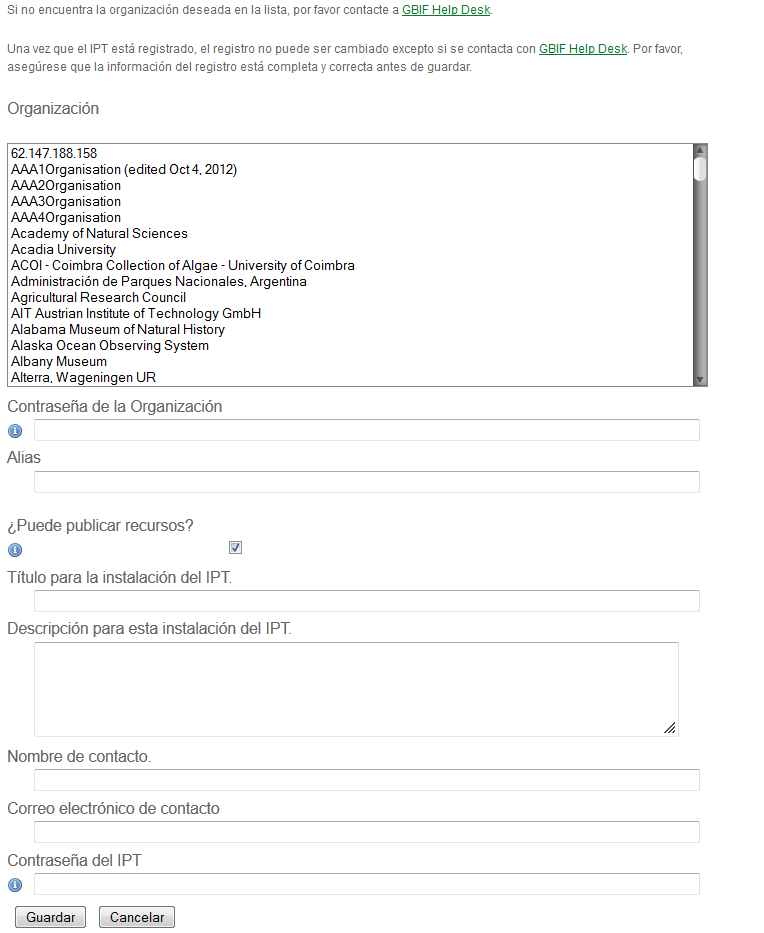 Si no encuentra la organización deseada en la lista, por favor contacte a GBIF Help Desk.
Una vez que el IPT está registrado, el registro no puede ser cambiado excepto si se contacta con GBIF Help Desk. Por favor,
asegúrese que la información del registro está completa y correcta antes de guardar.
Organización
62.147.188.158
AAA1Organisation (edited Oct 4, 2012)
AAA2Organisation
AAA3Organisation
AAA4Organisation
Academy of Natural Sciences
Acadia University
ACOI - Coimbra Collection of Algae - University of Coimbra
Administración de Parques Nacionales, Argentina
Agricultural Research Council
AIT Austrian Institute of Technology GmbH
Alabama Museum of Natural History
Alaska Ocean Observing System
Albany Museum
Alterra, Wageningen UR
Contraseña de la Organización
Alias
¿Puede publicar recursos?
Título para la instalación del IPT.
Descripción para esta instalación del IPT.
Nombre de contacto.
Correo electrónico de contacto
Contraseña del IPT
Guardar Cancelar